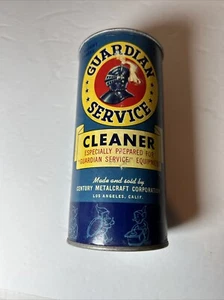 GUARDIAN
SERVICE
CLEANER
ESPECIALLY PREPARED FOR
"GUARDIAN SERVICE" EQUIPMENT
Made and sold by
CENTURY METALCRAFT CORPORATION
LOS ANGELES, CALIF.